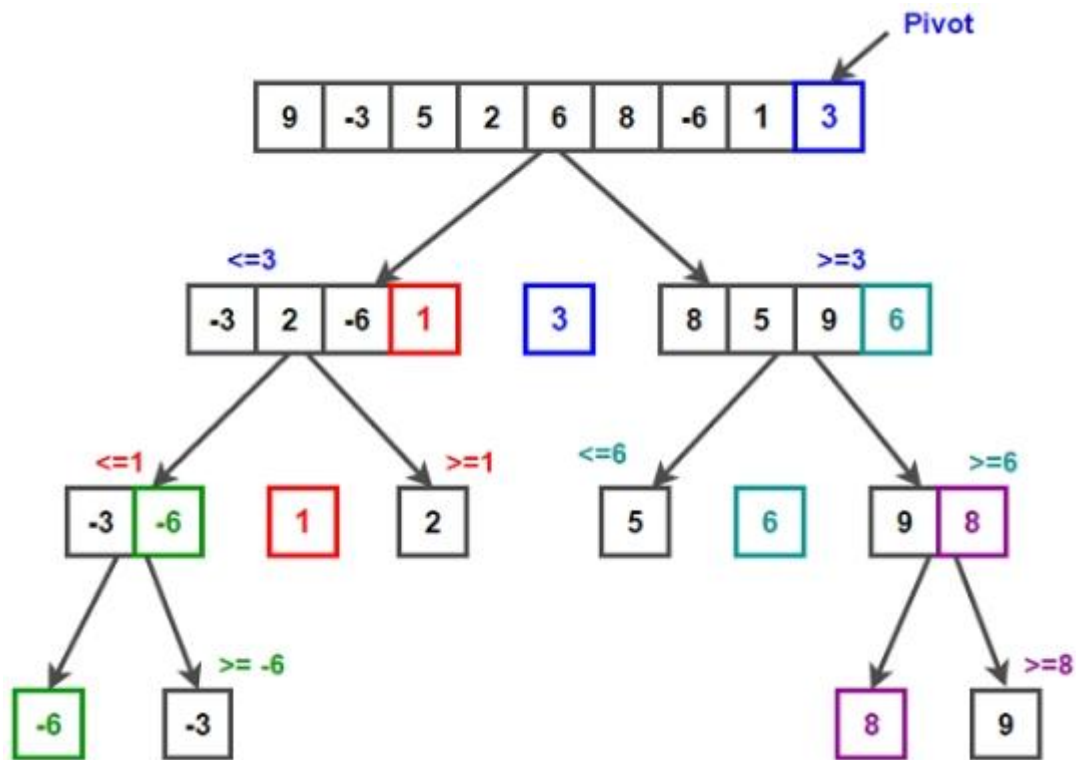 Pivot
9 -3 5 2 6 8 -6 1 3
<=3 >=3
-3 2 -6 1 3 8 5 9 6
<=1 >=1 <=6 >=6
-3 -6 1 2 5 6 9 8
>= -6 >=8
-6 -3 8 9